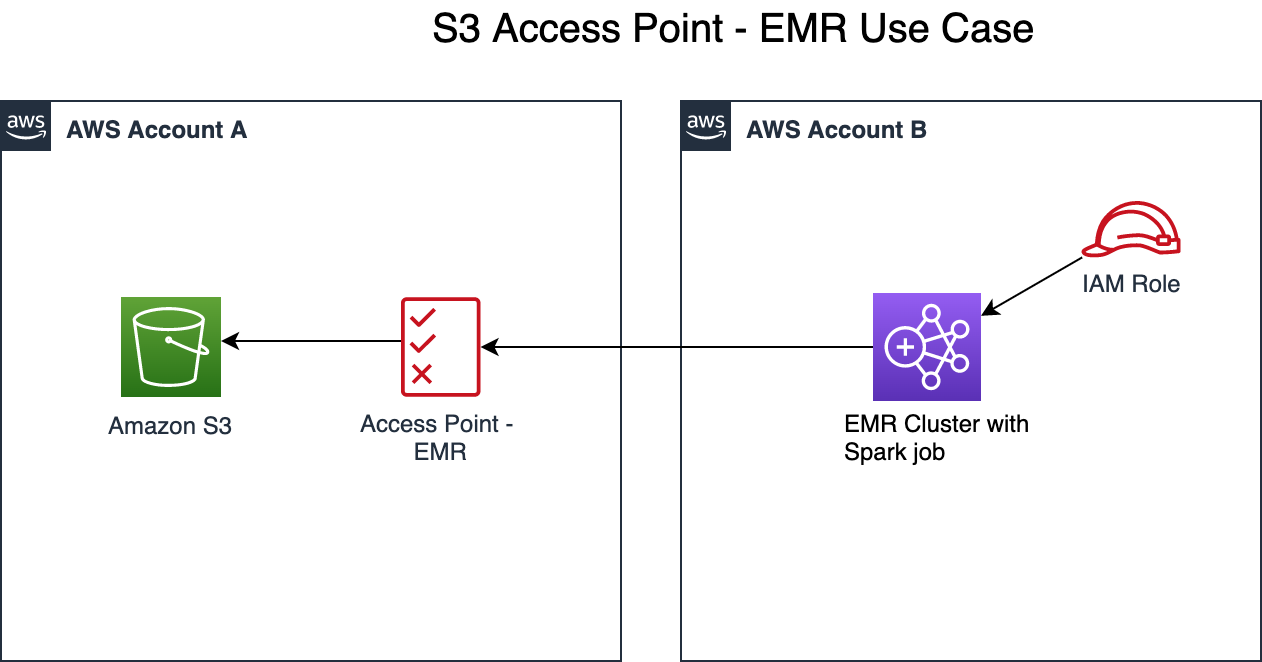 S3 Access Point - EMR Use Case
aws
AWS Account A
aws
AWS Account B
IAM Role
Amazon S3
Access Point -
EMR
EMR Cluster with
Spark job